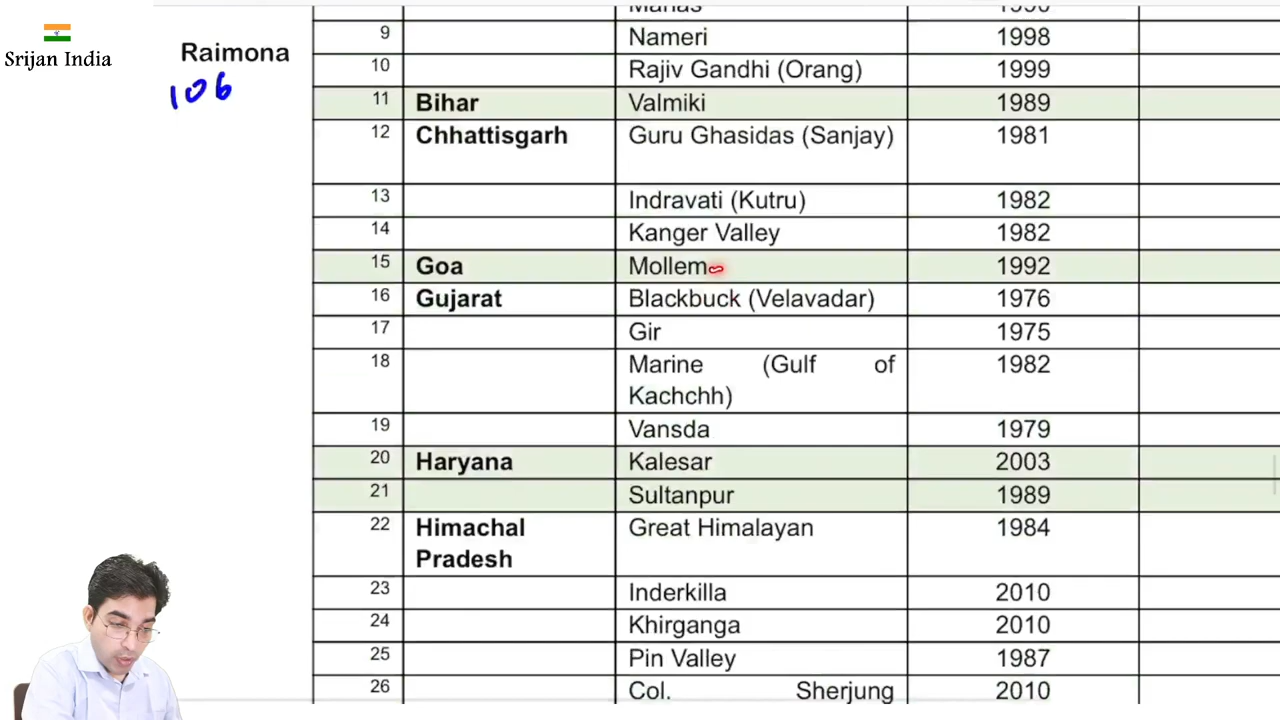 Srijan India
Raimona
106
Manas 1990
9 Nameri 1998
10 Rajiv Gandhi (Orang) 1999
11 Bihar Valmiki 1989
12 Chhattisgarh Guru Ghasidas (Sanjay) 1981
13 Indravati (Kutru) 1982
14 Kanger Valley 1982
15 Goa Mollem 1992
16 Gujarat Blackbuck (Velavadar) 1976
17 Gir 1975
18 Marine (Gulf of 1982
Kachchh)
19 Vansda 1979
20 Haryana Kalesar 2003
21 Sultanpur 1989
22 Himachal Great Himalayan 1984
Pradesh
23 Inderkilla 2010
24 Khirganga 2010
25 Pin Valley 1987
26 Col. Sherjung 2010